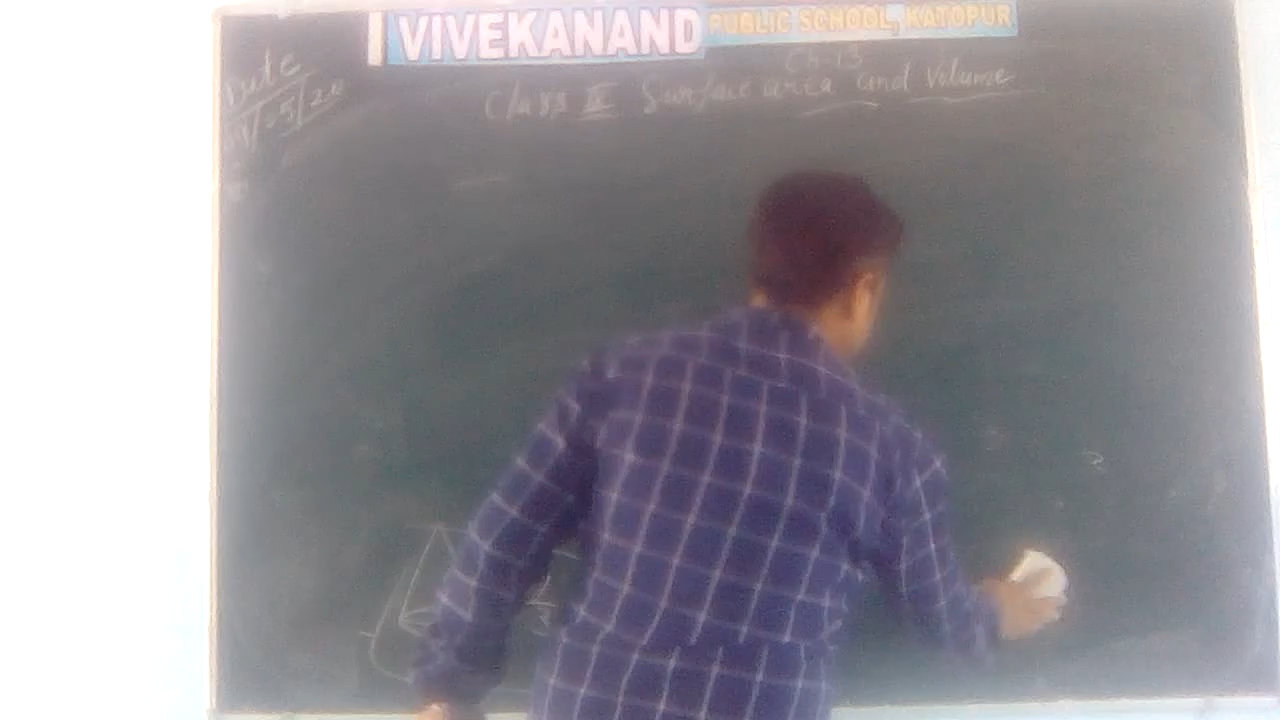 VIVEKANAND PUBLIC SCHOOL, KATOPUR
Date
Ch-13
Class IX Surface area and Volume